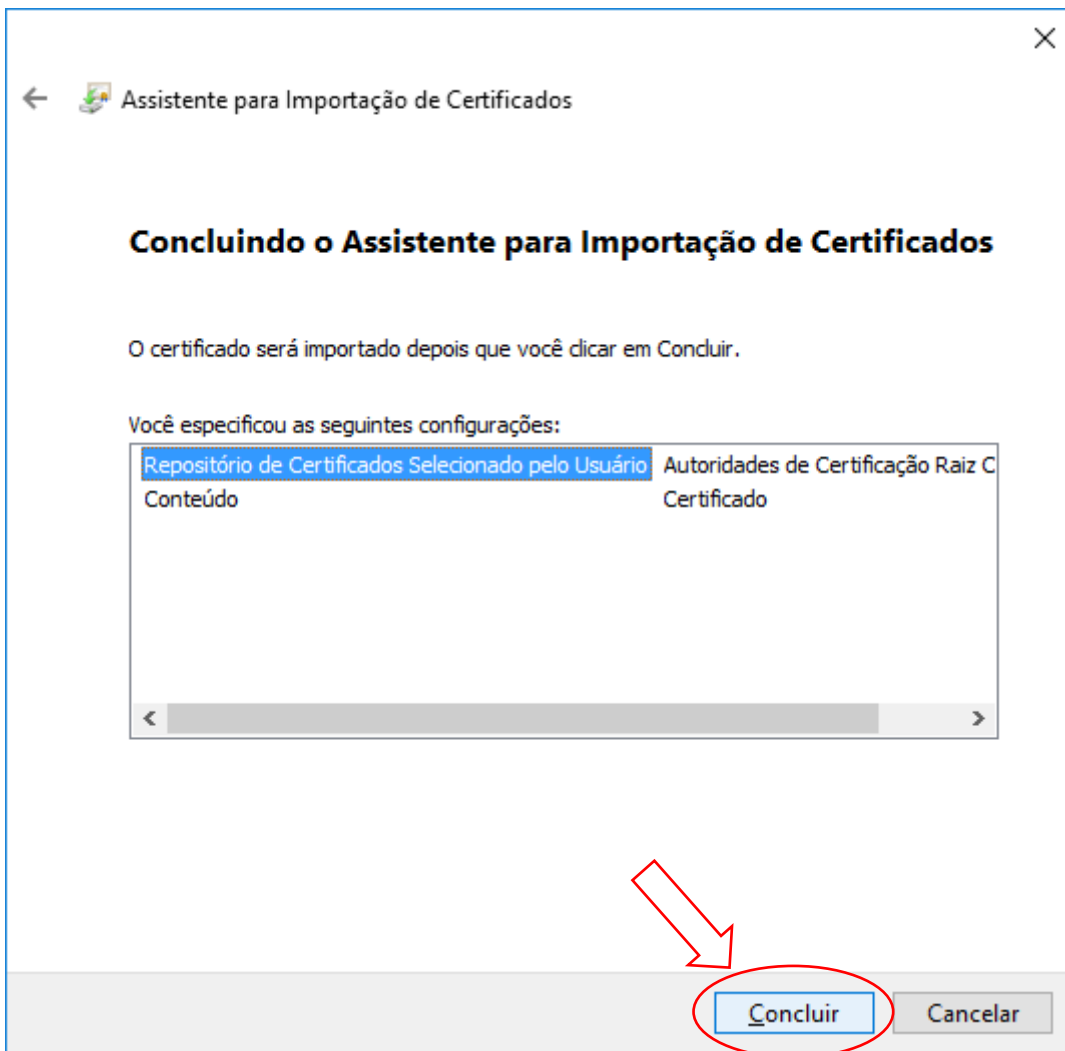 Assistente para Importação de Certificados
Concluindo o Assistente para Importação de Certificados
O certificado será importado depois que você clicar em Concluir.
Você especificou as seguintes configurações:
Repositório de Certificados Selecionado pelo Usuário Autoridades de Certificação Raiz C
Conteúdo Certificado
Concluir Cancelar